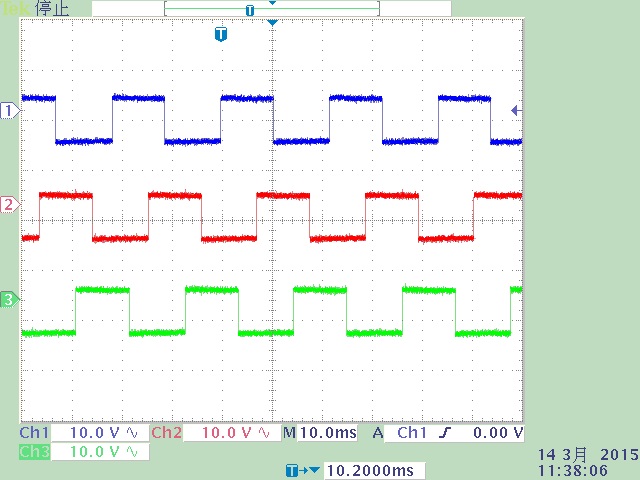 Tek 停止
T
T
1
2
3
Ch1 10.0 V Ch2 10.0 V M 10.0ms A Ch1 0.00 V
Ch3 10.0 V
14 3月 2015
T 10.2000ms 11:38:06